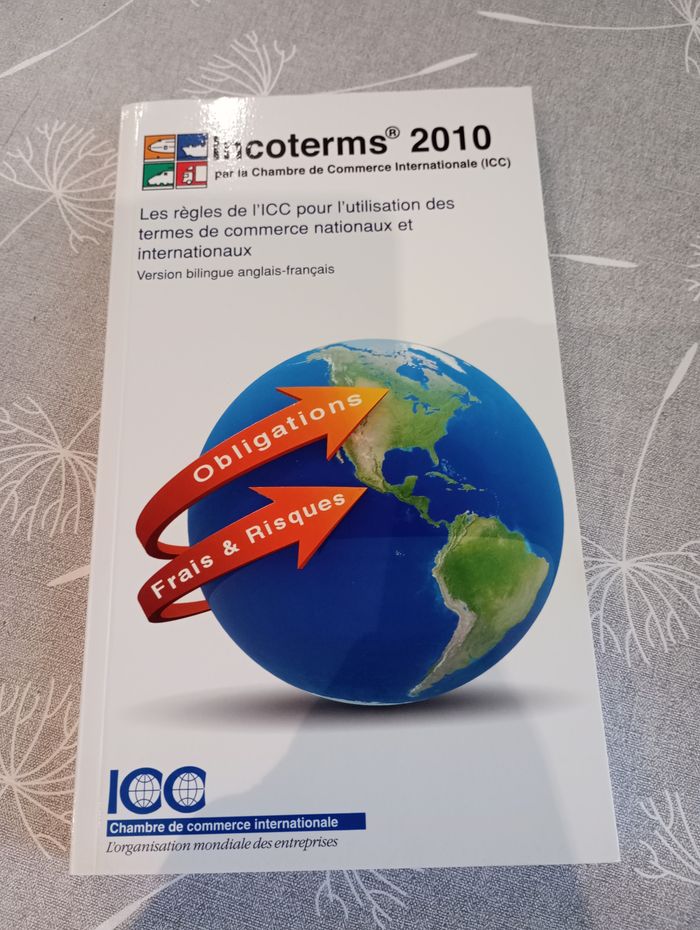 Incoterms® 2010
par la Chambre de Commerce Internationale (ICC)
Les règles de l'ICC pour l'utilisation des
termes de commerce nationaux et
internationaux
Version bilingue anglais-français
Obligations
Frais & Risques
ICC
Chambre de commerce internationale
L'organisation mondiale des entreprises